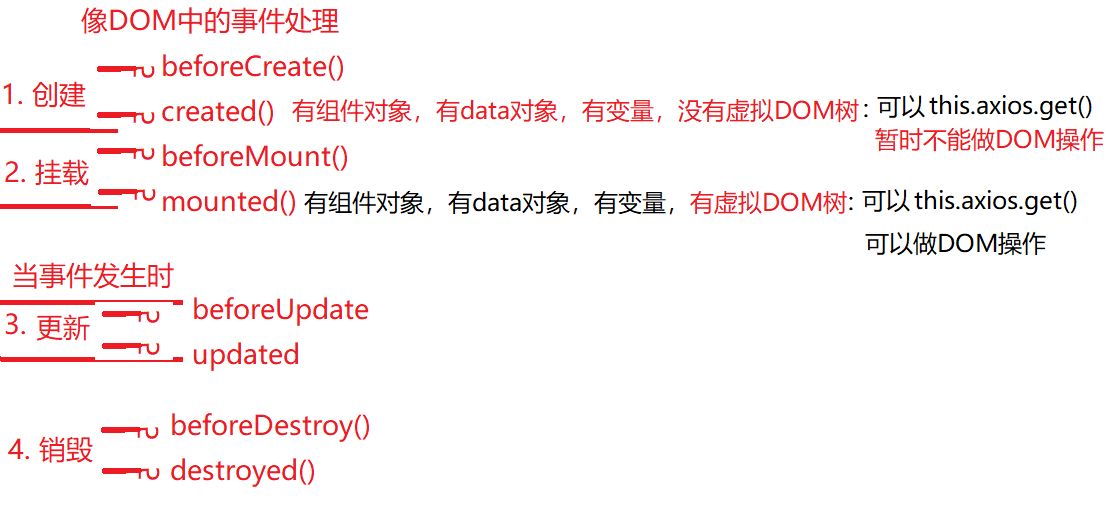 像DOM中的事件处理
beforeCreate()
1. 创建
created() 有组件对象，有data对象，有变量，没有虚拟DOM树：可以 this.axios.get()
暂时不能做DOM操作
beforeMount()
2. 挂载
mounted() 有组件对象，有data对象，有变量，有虚拟DOM树: 可以 this.axios.get()
可以做DOM操作
当事件发生时
beforeUpdate
3. 更新
updated
beforeDestroy()
4. 销毁
destroyed()